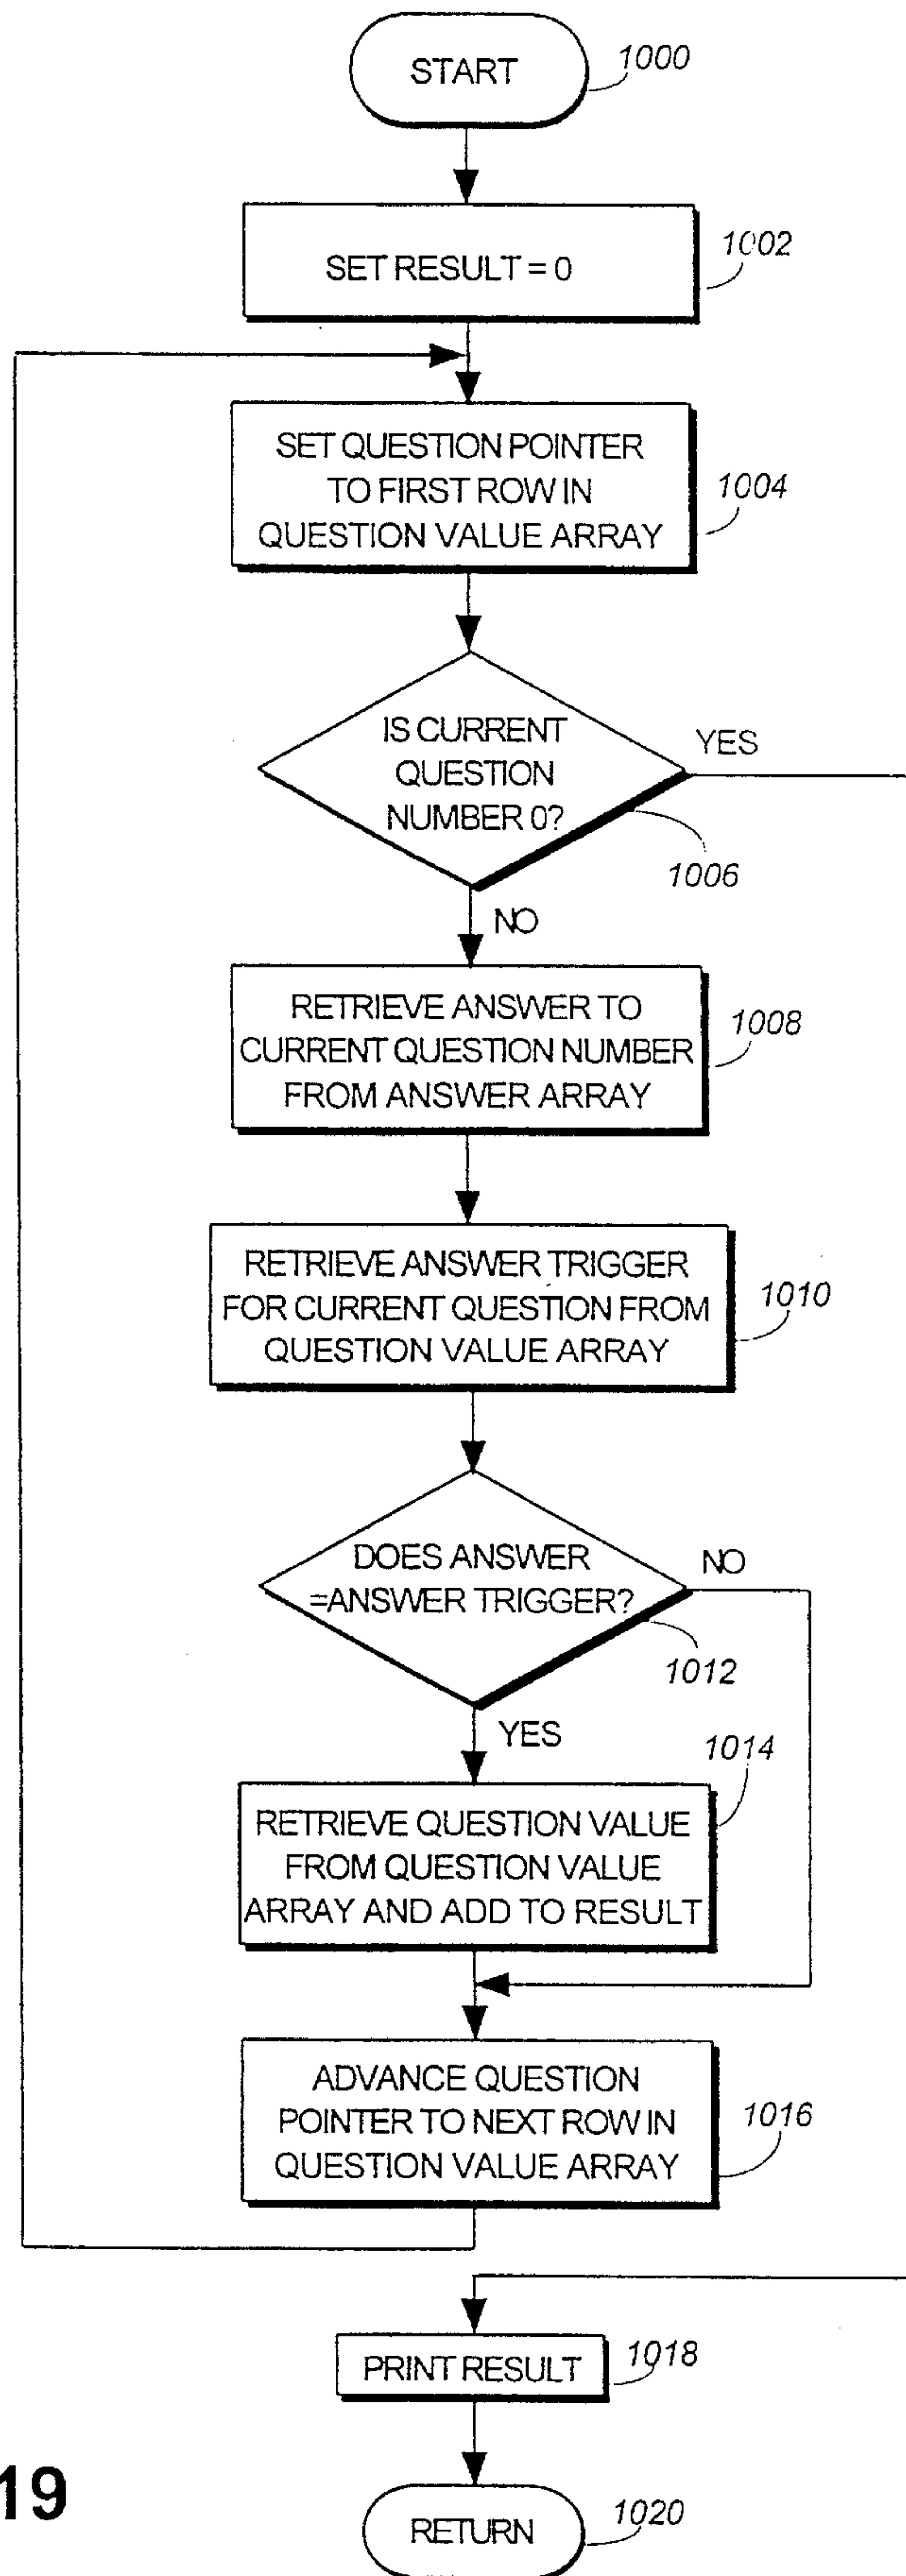 START
1000
SET RESULT = 0
1002
SET QUESTION POINTER
TO FIRST ROW IN
QUESTION VALUE ARRAY
1004
IS CURRENT
QUESTION
NUMBER 0?
YES
1006
NO
RETRIEVE ANSWER TO
CURRENT QUESTION NUMBER
FROM ANSWER ARRAY
1008
RETRIEVE ANSWER TRIGGER
FOR CURRENT QUESTION FROM
QUESTION VALUE ARRAY
1010
DOES ANSWER
=ANSWER TRIGGER?
NO
1012
YES
1014
RETRIEVE QUESTION VALUE
FROM QUESTION VALUE
ARRAY AND ADD TO RESULT
ADVANCE QUESTION
POINTER TO NEXT ROW IN
QUESTION VALUE ARRAY
1016
PRINT RESULT
1018
RETURN
1020
19